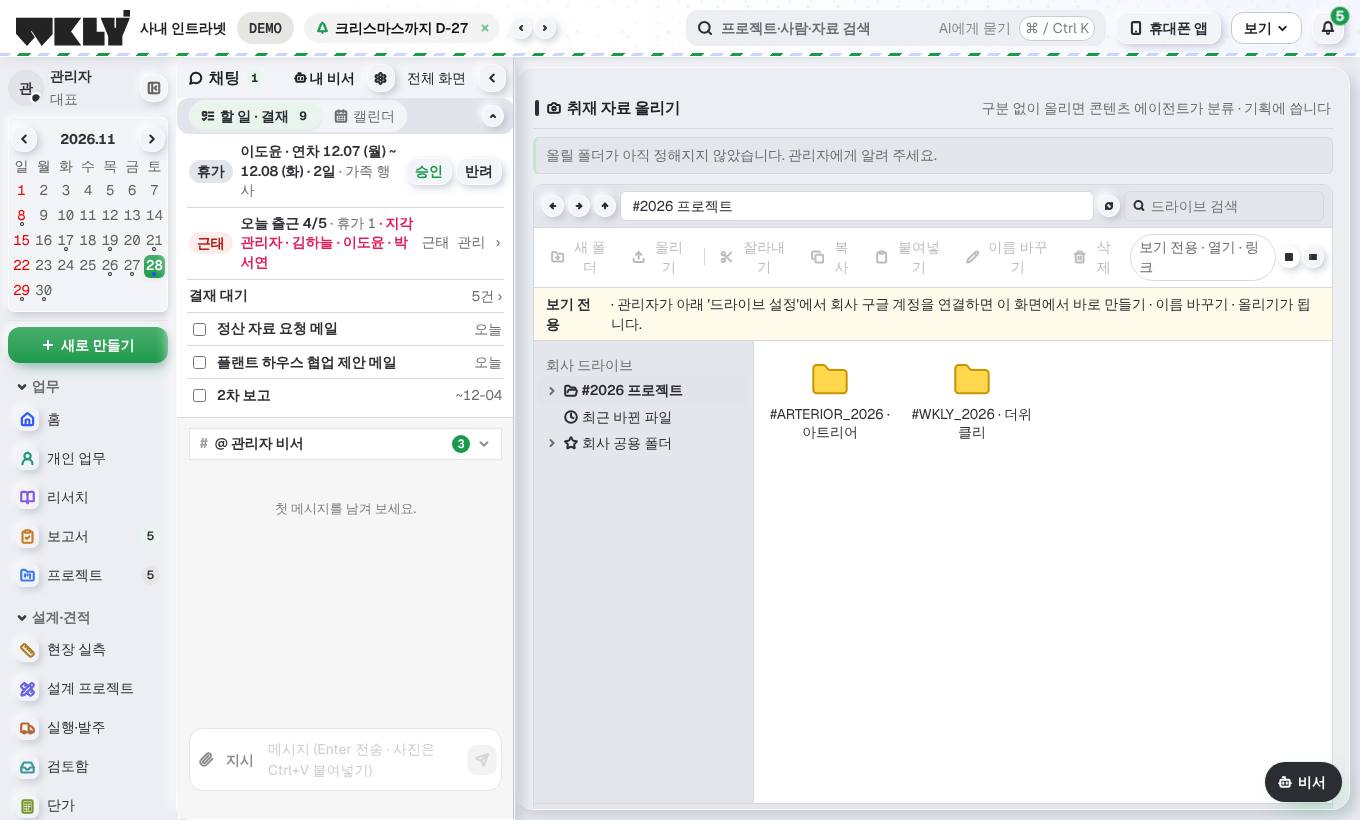 WKLY
사내 인트라넷
DEMO
크리스마스까지 D-27 ×
프로젝트·사람·자료 검색
AI에게 묻기
⌘ / Ctrl K
휴대폰 앱
보기
5
관
관리자
대표
2026.11
일 월 화 수 목 금 토
1 2 3 4 5 6 7
8 9 10 11 12 13 14
15 16 17 18 19 20 21
22 23 24 25 26 27 28
29 30
+ 새로 만들기
업무
홈
개인 업무
리서치
보고서 5
프로젝트 5
설계·견적
현장 실측
설계 프로젝트
실행·발주
검토함
단가
채팅 1
내 비서
전체 화면
할 일 · 결재 9
캘린더
휴가
이도윤 · 연차 12.07 (월) ~
12.08 (화) · 2일 · 가족 행
사
승인
반려
근태
오늘 출근 4/5 · 휴가 1 · 지각
관리자 · 김하늘 · 이도윤 · 박
서연
근태 관리 ›
결재 대기
5건 ›
정산 자료 요청 메일
오늘
플랜트 하우스 협업 제안 메일
오늘
2차 보고
~12-04
# @ 관리자 비서
3
첫 메시지를 남겨 보세요.
지시
메시지 (Enter 전송 · 사진은
Ctrl+V 붙여넣기)
취재 자료 올리기
구분 없이 올리면 콘텐츠 에이전트가 분류 · 기획에 씁니다
올릴 폴더가 아직 정해지지 않았습니다. 관리자에게 알려 주세요.
#2026 프로젝트
드라이브 검색
새 폴
더
올리
기
잘라내
기
복
사
붙여넣
기
이름 바꾸
기
삭
제
보기 전용 · 열기 · 링
크
보기 전
용
· 관리자가 아래 '드라이브 설정'에서 회사 구글 계정을 연결하면 이 화면에서 바로 만들기 · 이름 바꾸기 · 올리기가 됩
니다.
회사 드라이브
#2026 프로젝트
최근 바뀐 파일
회사 공용 폴더
#ARTERIOR_2026 ·
아트리어
#WKLY_2026 · 더위
클리
비서